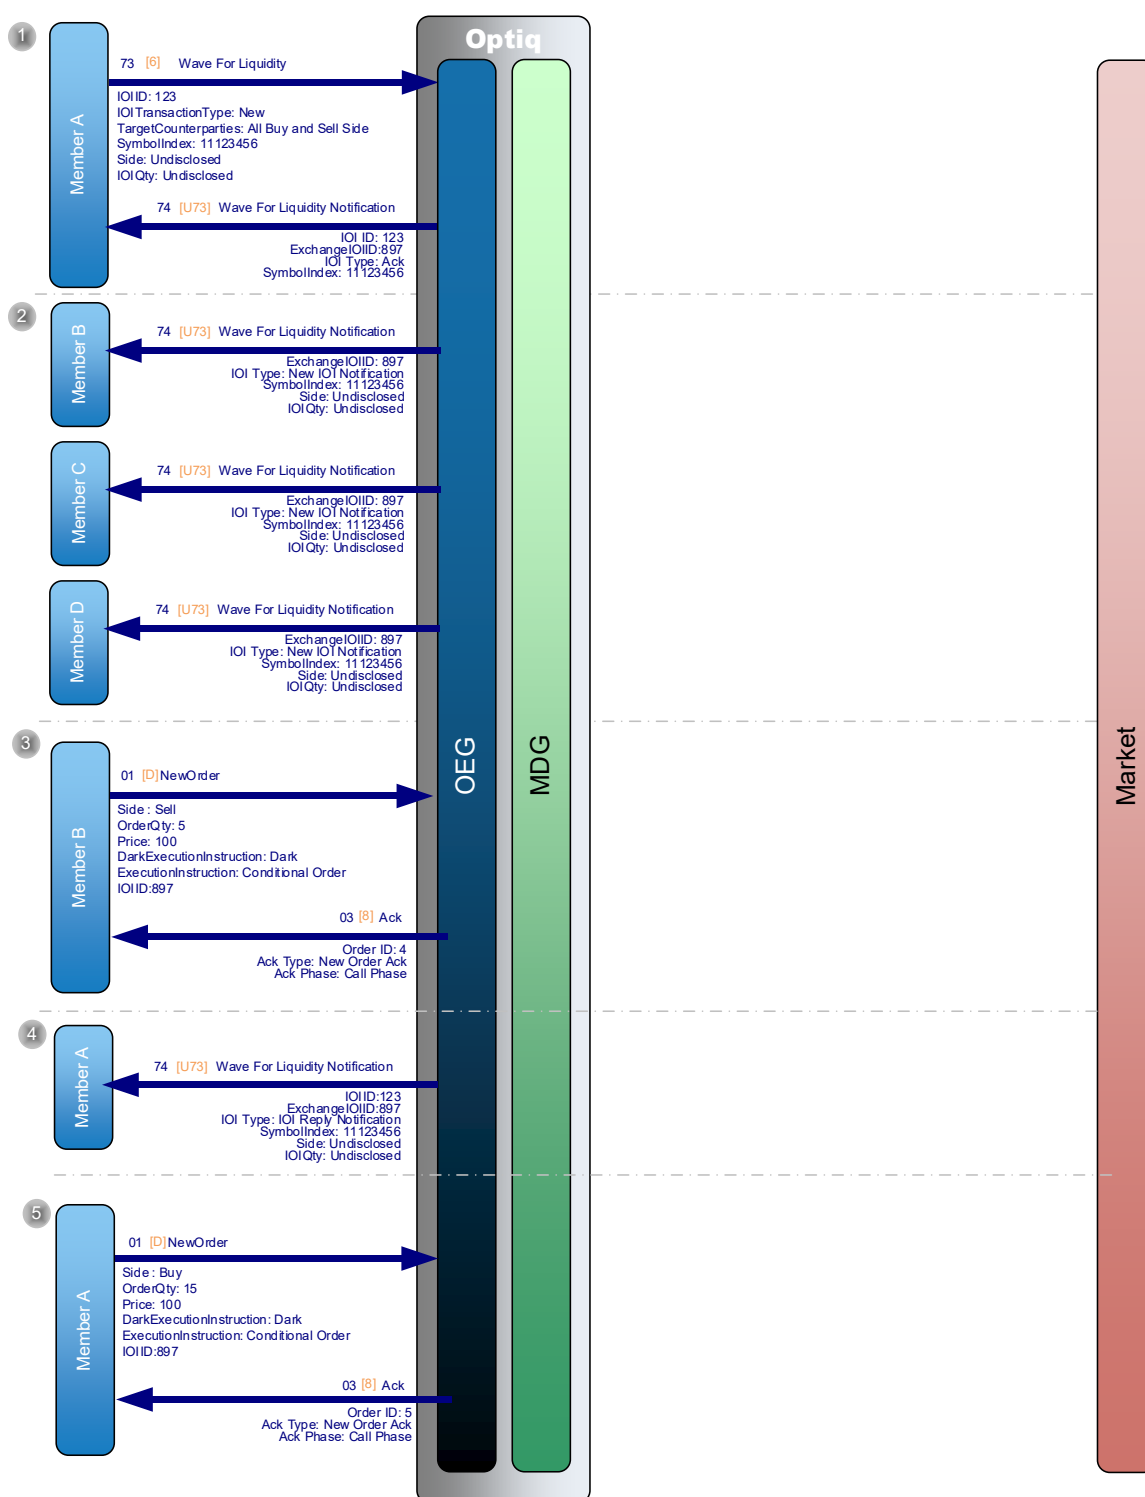 Optiq
1
Member A
73 [6] Wave For Liquidity
IOIID: 123
IOITransactionType: New
TargetCounterparties: All Buy and Sell Side
SymbolIndex: 11123456
Side: Undisclosed
IOIQty: Undisclosed
74 [U73] Wave For Liquidity Notification
IOI ID: 123
ExchangeIOIID:897
IOI Type: Ack
SymbolIndex: 11123456
2
Member B
74 [U73] Wave For Liquidity Notification
ExchangeIOIID: 897
IOI Type: New IOI Notification
SymbolIndex: 11123456
Side: Undisclosed
IOIQty: Undisclosed
Member C
74 [U73] Wave For Liquidity Notification
ExchangeIOIID: 897
IOI Type: New IOI Notification
SymbolIndex: 11123456
Side: Undisclosed
IOIQty: Undisclosed
Member D
74 [U73] Wave For Liquidity Notification
ExchangeIOIID: 897
IOI Type: New IOI Notification
SymbolIndex: 11123456
Side: Undisclosed
IOIQty: Undisclosed
OEG
MDG
Market
3
Member B
01 [D] NewOrder
Side : Sell
OrderQty: 5
Price: 100
DarkExecutionInstruction: Dark
ExecutionInstruction: Conditional Order
IOIID:897
03 [8] Ack
Order ID: 4
Ack Type: New Order Ack
Ack Phase: Call Phase
4
Member A
74 [U73] Wave For Liquidity Notification
IOIID:123
ExchangeIOIID:897
IOI Type: IOI Reply Notification
SymbolIndex: 11123456
Side: Undisclosed
IOIQty: Undisclosed
5
Member A
01 [D] NewOrder
Side : Buy
OrderQty: 15
Price: 100
DarkExecutionInstruction: Dark
ExecutionInstruction: Conditional Order
IOIID:897
03 [8] Ack
Order ID: 5
Ack Type: New Order Ack
Ack Phase: Call Phase